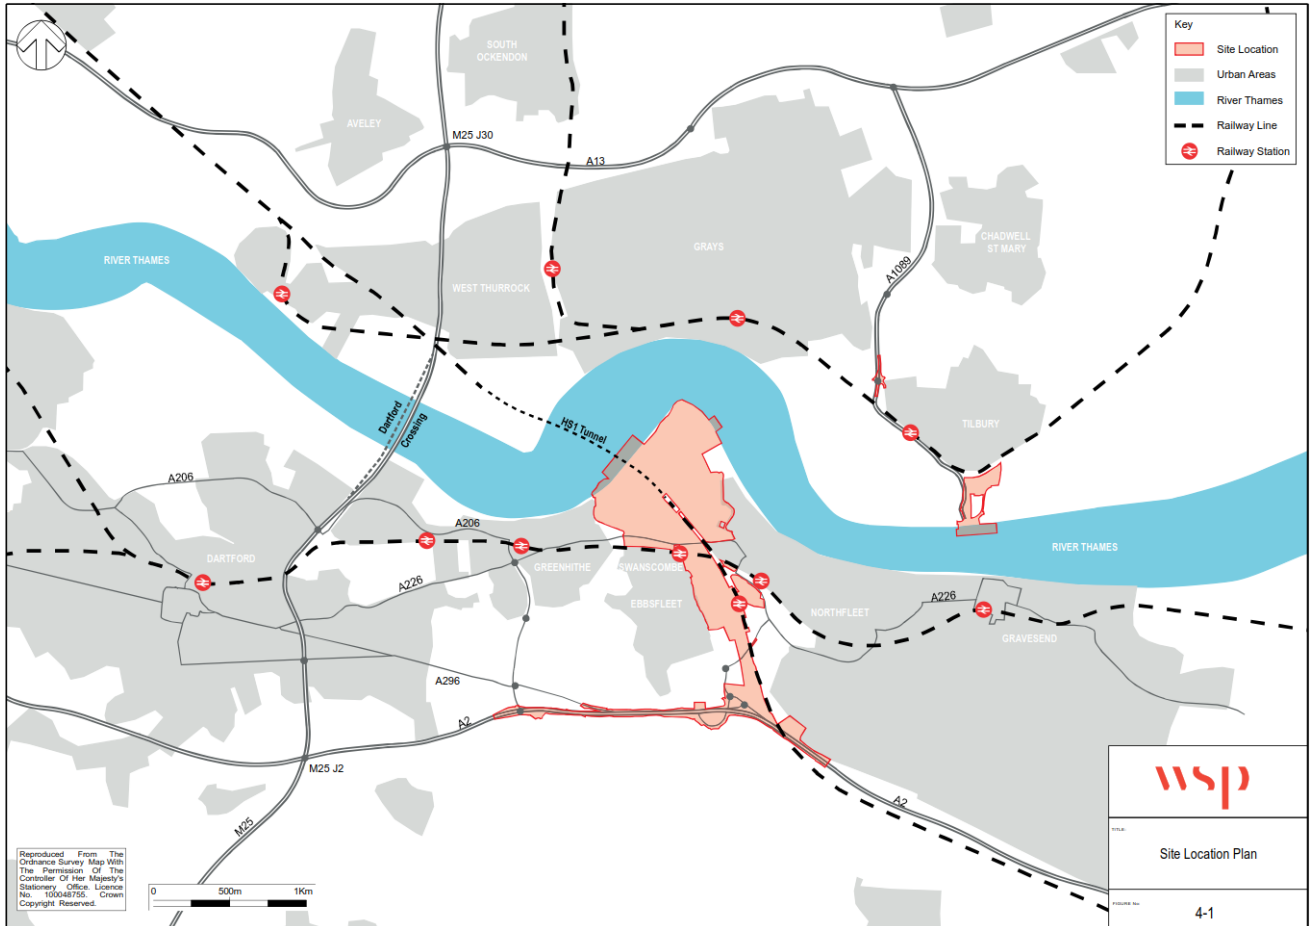 Key
Site Location
Urban Areas
River Thames
Railway Line
Railway Station
SOUTH
OCKENDON
AVELEY
M25 J30
A13
RIVER THAMES
GRAYS
CHADWELL
ST MARY
A1089
WEST THURROCK
Dartford
Crossing
HS1 Tunnel
TILBURY
A206
A206
RIVER THAMES
DARTFORD
GREENHITHE
SWANSCOMBE
A226
EBBSFLEET
NORTHFLEET
A226
GRAVESEND
A296
A2
M25 J2
M25
A2
Reproduced From The
Ordnance Survey Map With
The Permission Of The
Controller Of Her Majesty's
Stationery Office. Licence
No. 100048755. Crown
Copyright Reserved.
0 500m 1Km
wsp
TITLE:
Site Location Plan
FIGURE No:
4-1